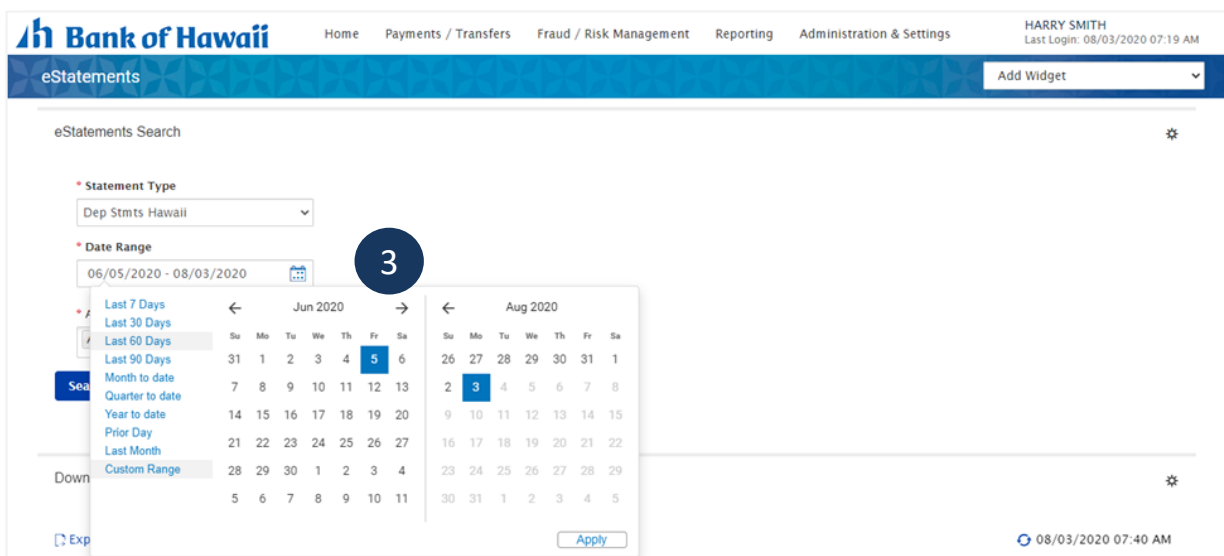 Bank of Hawaii
Home Payments / Transfers Fraud / Risk Management Reporting Administration & Settings
HARRY SMITH
Last Login: 08/03/2020 07:19 AM
eStatements
Add Widget
eStatements Search
* Statement Type
Dep Stmts Hawaii
* Date Range
06/05/2020 - 08/03/2020
3
*
Last 7 Days
Last 30 Days
Last 60 Days
Last 90 Days
Month to date
Quarter to date
Year to date
Prior Day
Last Month
Custom Range
Jun 2020
Su Mo Tu We Th Fr Sa
31 1 2 3 4 5 6
7 8 9 10 11 12 13
14 15 16 17 18 19 20
21 22 23 24 25 26 27
28 29 30 1 2 3 4
5 6 7 8 9 10 11
Aug 2020
Su Mo Tu We Th Fr Sa
26 27 28 29 30 31 1
2 3 4 5 6 7 8
9 10 11 12 13 14 15
16 17 18 19 20 21 22
23 24 25 26 27 28 29
30 31 1 2 3 4 5
Apply
Sea
Down
Exp
08/03/2020 07:40 AM